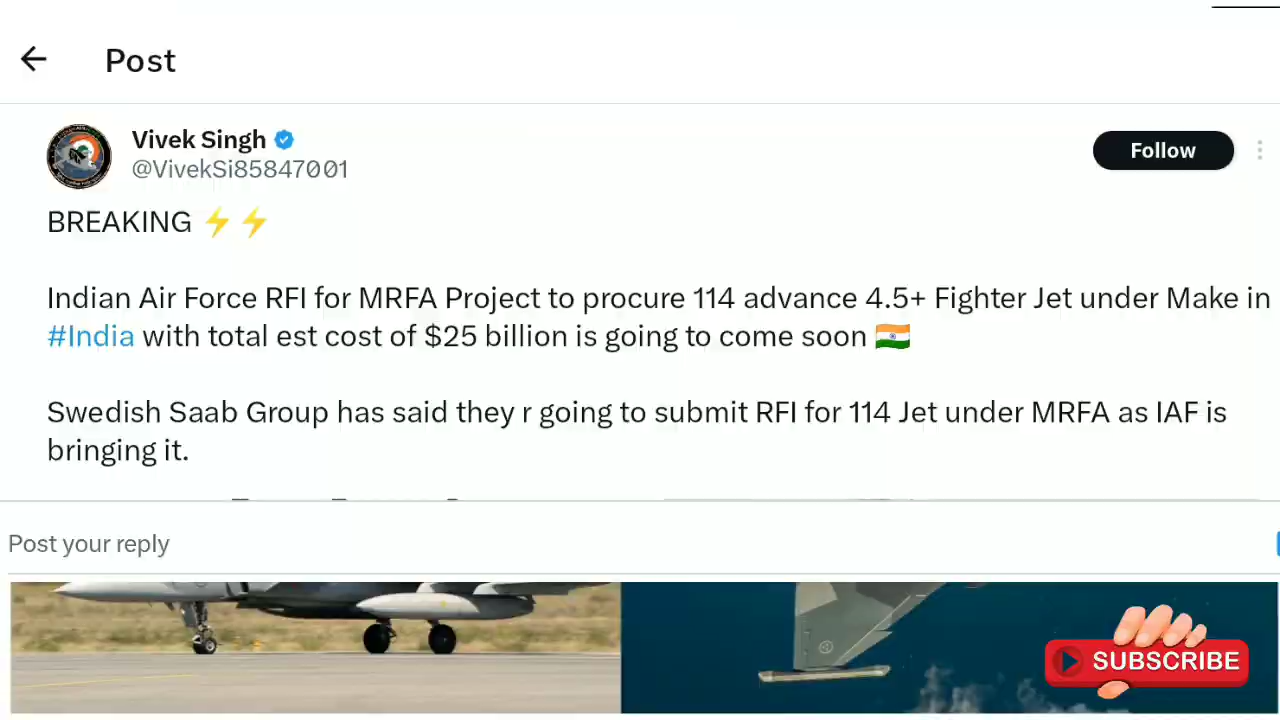 Post
Vivek Singh
@VivekSi85847001
Follow
BREAKING ⚡⚡
Indian Air Force RFI for MRFA Project to procure 114 advance 4.5+ Fighter Jet under Make in
#India with total est cost of $25 billion is going to come soon 🇮🇳
Swedish Saab Group has said they r going to submit RFI for 114 Jet under MRFA as IAF is
bringing it.
Post your reply
SUBSCRIBE